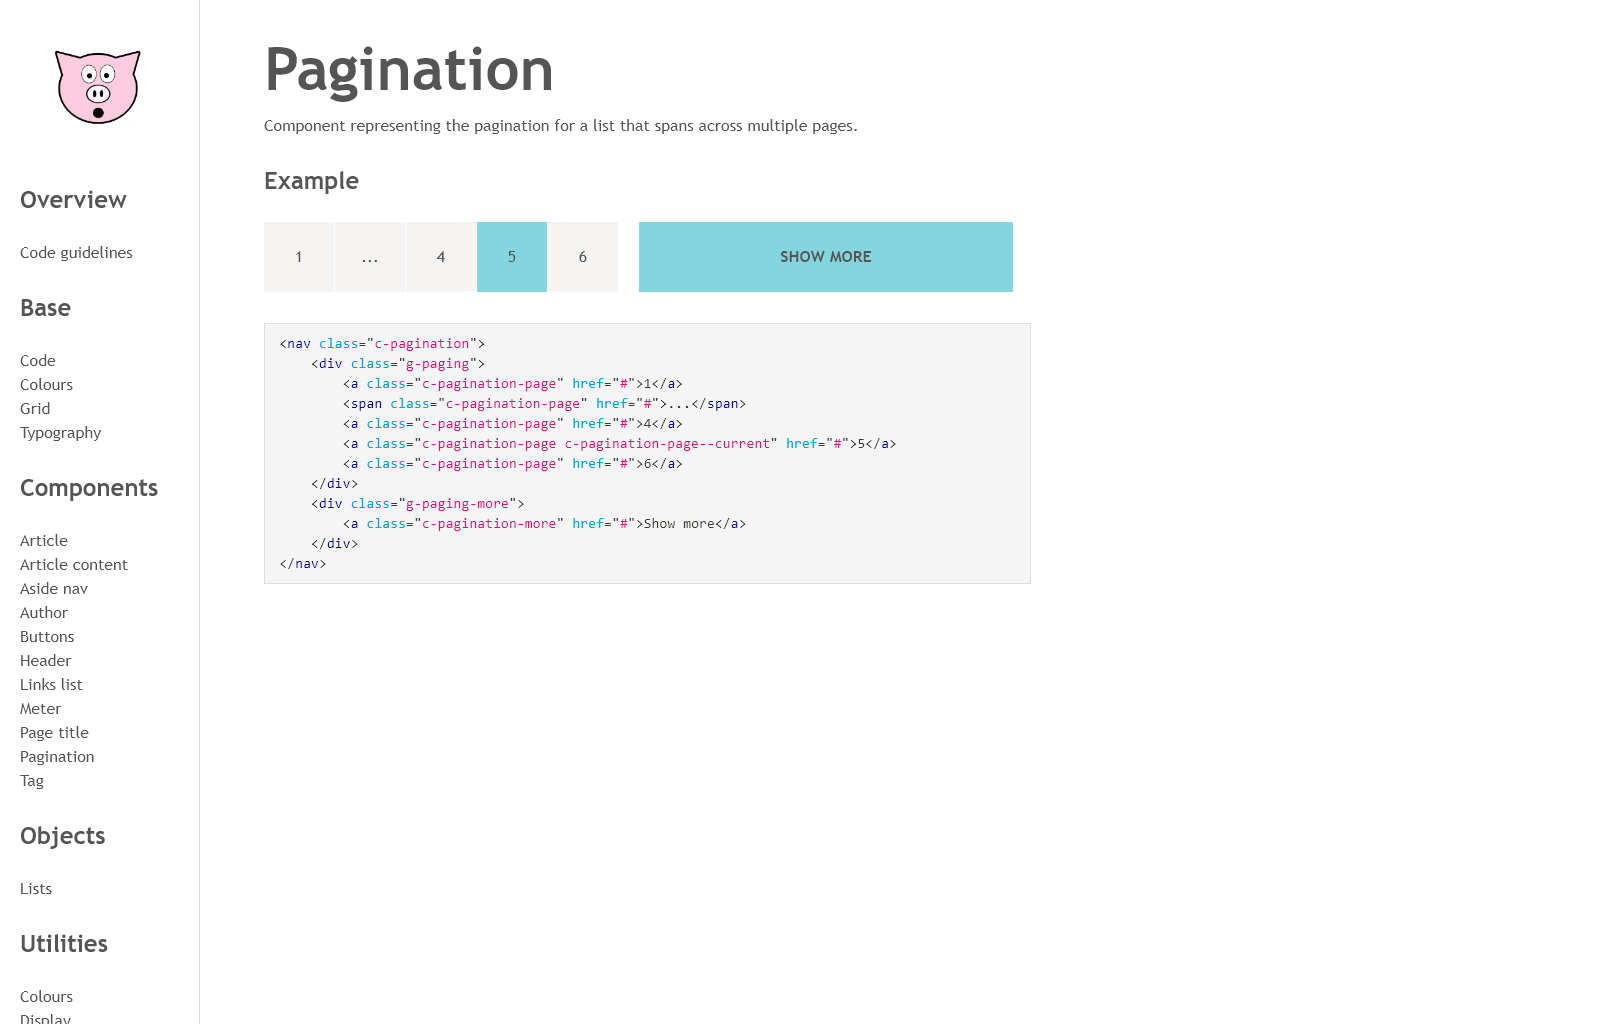 Overview
Code guidelines
Base
Code
Colours
Grid
Typography
Components
Article
Article content
Aside nav
Author
Buttons
Header
Links list
Meter
Page title
Pagination
Tag
Objects
Lists
Utilities
Colours
Display
Pagination
Component representing the pagination for a list that spans across multiple pages.
Example
1 ... 4 5 6 SHOW MORE
<nav class="c-pagination">
    <div class="g-paging">
        <a class="c-pagination-page" href="#">1</a>
        <span class="c-pagination-page" href="#">...</span>
        <a class="c-pagination-page" href="#">4</a>
        <a class="c-pagination-page c-pagination-page--current" href="#">5</a>
        <a class="c-pagination-page" href="#">6</a>
    </div>
    <div class="g-paging-more">
        <a class="c-pagination-more" href="#">Show more</a>
    </div>
</nav>